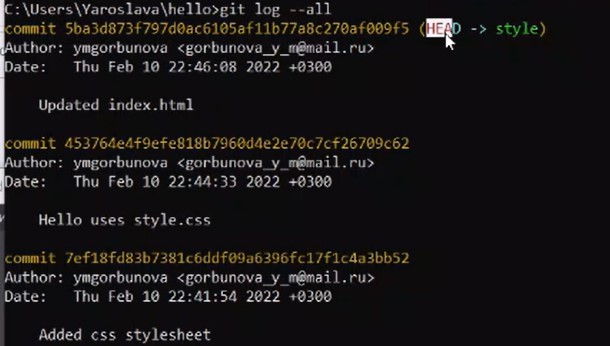 C:\Users\Yaroslava\hello>git log --all
commit 5ba3d873f797d0ac6105af11b77a8c270af009f5 (HEAD -> style)
Author: ymgorbunova <gorbunova_y_m@mail.ru>
Date:   Thu Feb 10 22:46:08 2022 +0300
Updated index.html
commit 453764e4f9efe818b7960d4e2e70c7cf26709c62
Author: ymgorbunova <gorbunova_y_m@mail.ru>
Date:   Thu Feb 10 22:44:33 2022 +0300
Hello uses style.css
commit 7ef18fd83b7381c6ddf09a6396fc17f1c4a3bb52
Author: ymgorbunova <gorbunova_y_m@mail.ru>
Date:   Thu Feb 10 22:41:54 2022 +0300
Added css stylesheet